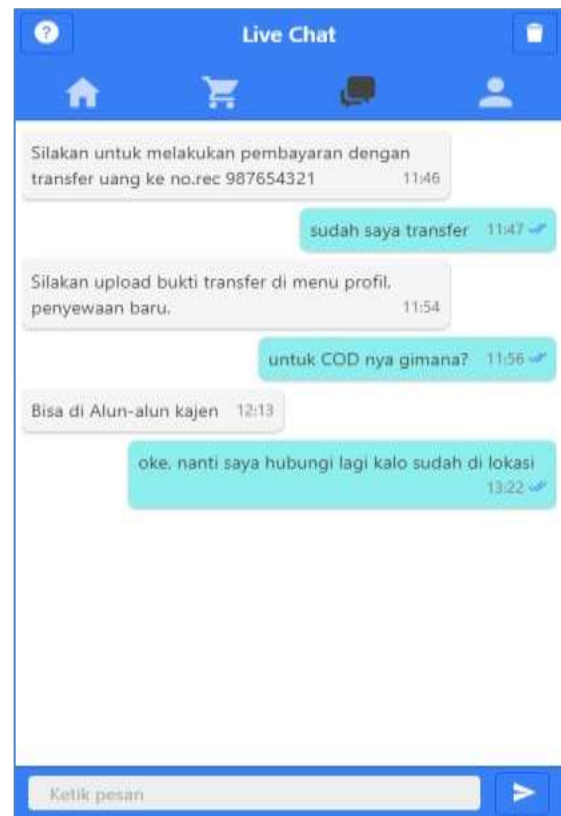 Live Chat
Silakan untuk melakukan pembayaran dengan
transfer uang ke no.rec 987654321 11:46
sudah saya transfer 11:47
Silakan upload bukti transfer di menu profil.
penyewaan baru. 11:54
untuk COD nya gimana? 11:56
Bisa di Alun-alun kajen 12:13
oke. nanti saya hubungi lagi kalo sudah di lokasi
13:22
Ketik pesan